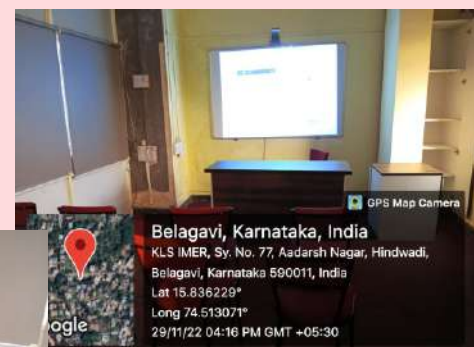 GPS Map Camera
Belagavi, Karnataka, India
KLS IMER, Sy. No. 77, Aadarsh Nagar, Hindwadi,
Belagavi, Karnataka 590011, India
Lat 15.836229°
Long 74.513071°
29/11/22 04:16 PM GMT +05:30